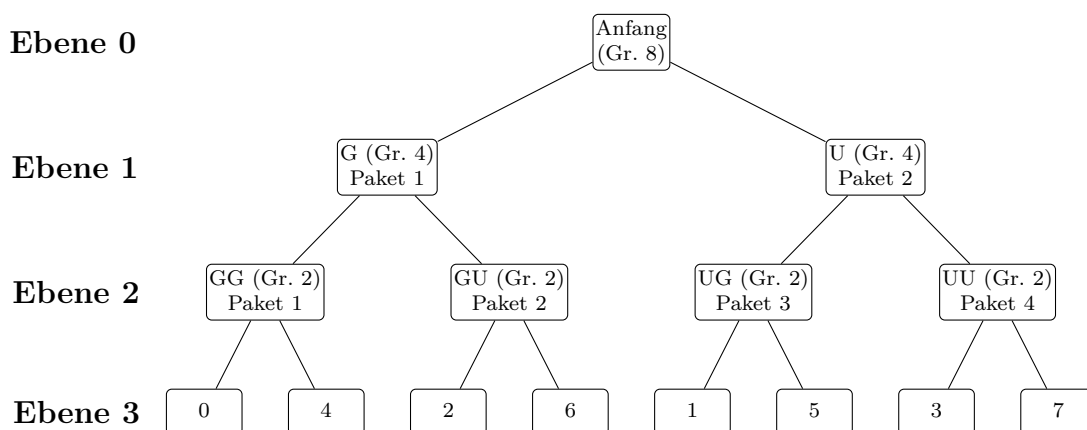 Ebene 0
Anfang
(Gr. 8)
Ebene 1
G (Gr. 4)
Paket 1
U (Gr. 4)
Paket 2
Ebene 2
GG (Gr. 2)
Paket 1
GU (Gr. 2)
Paket 2
UG (Gr. 2)
Paket 3
UU (Gr. 2)
Paket 4
Ebene 3
0
4
2
6
1
5
3
7